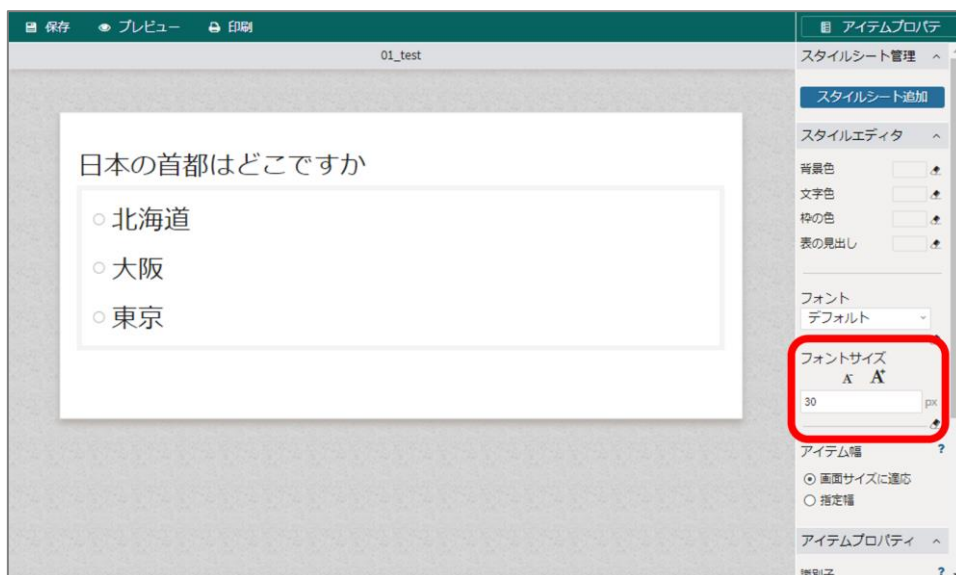 保存 プレビュー 印刷 アイテムプロパテ
01_test
スタイルシート管理
スタイルシート追加
日本の首都はどこですか
北海道
大阪
東京
スタイルエディタ
背景色
文字色
枠の色
表の見出し
フォント
デフォルト
フォントサイズ
A- A+
30 px
アイテム幅 ?
画面サイズに適応
指定幅
アイテムプロパティ
識別子 ?